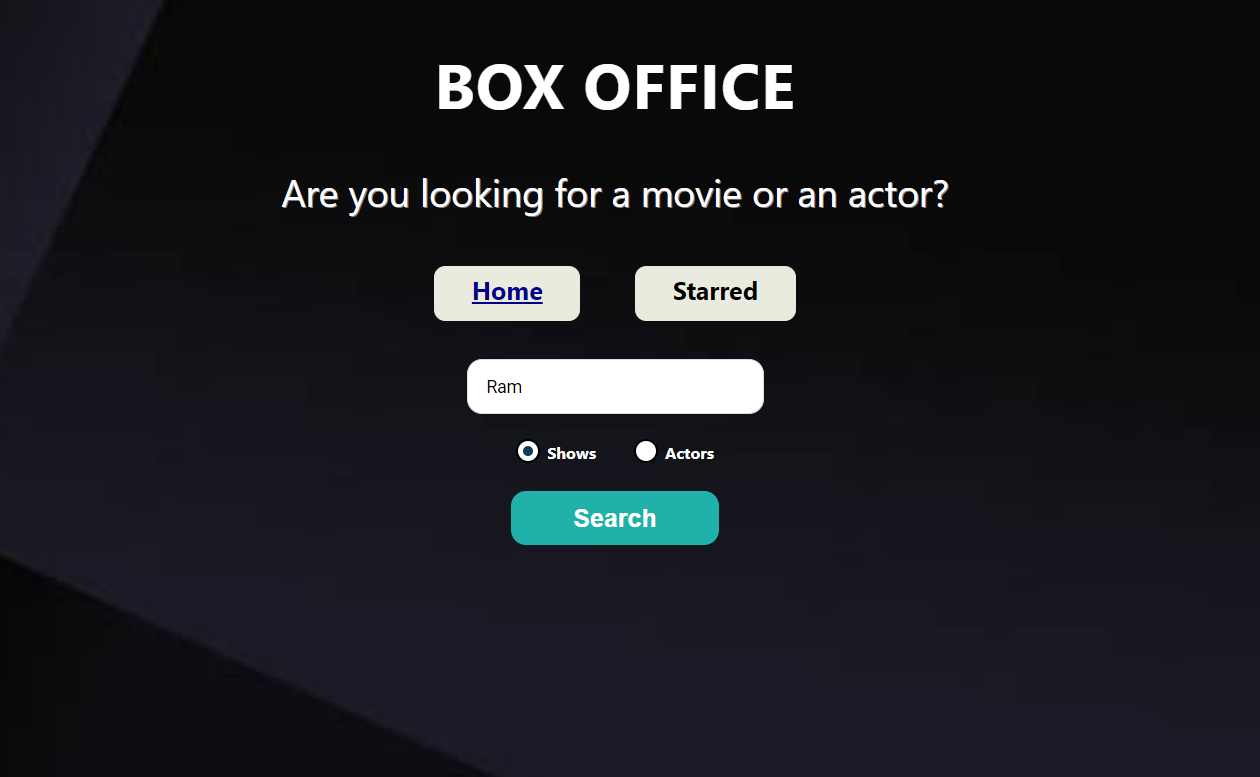 BOX OFFICE
Are you looking for a movie or an actor?
Home Starred
Ram
Shows Actors
Search